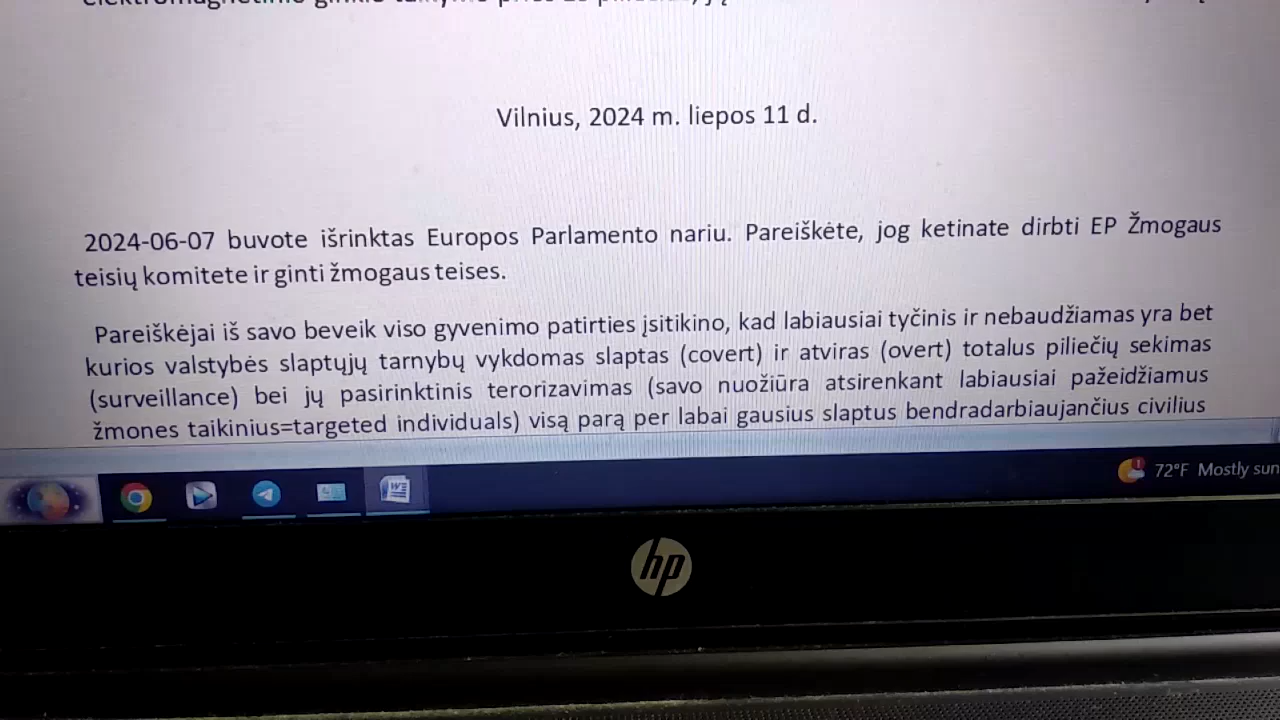 Vilnius, 2024 m. liepos 11 d.
2024-06-07 buvote išrinktas Europos Parlamento nariu. Pareiškėte, jog ketinate dirbti EP Žmogaus
teisių komitete ir ginti žmogaus teises.
Pareiškėjai iš savo beveik viso gyvenimo patirties įsitikino, kad labiausiai tyčinis ir nebaudžiamas yra bet
kurios valstybės slaptųjų tarnybų vykdomas slaptas (covert) ir atviras (overt) totalus piliečių sekimas
(surveillance) bei jų pasirinktinis terorizavimas (savo nuožiūra atsirenkant labiausiai pažeidžiamus
žmones taikinius=targeted individuals) visą parą per labai gausius slaptus bendradarbiaujančius civilius
72°F Mostly sun
hp